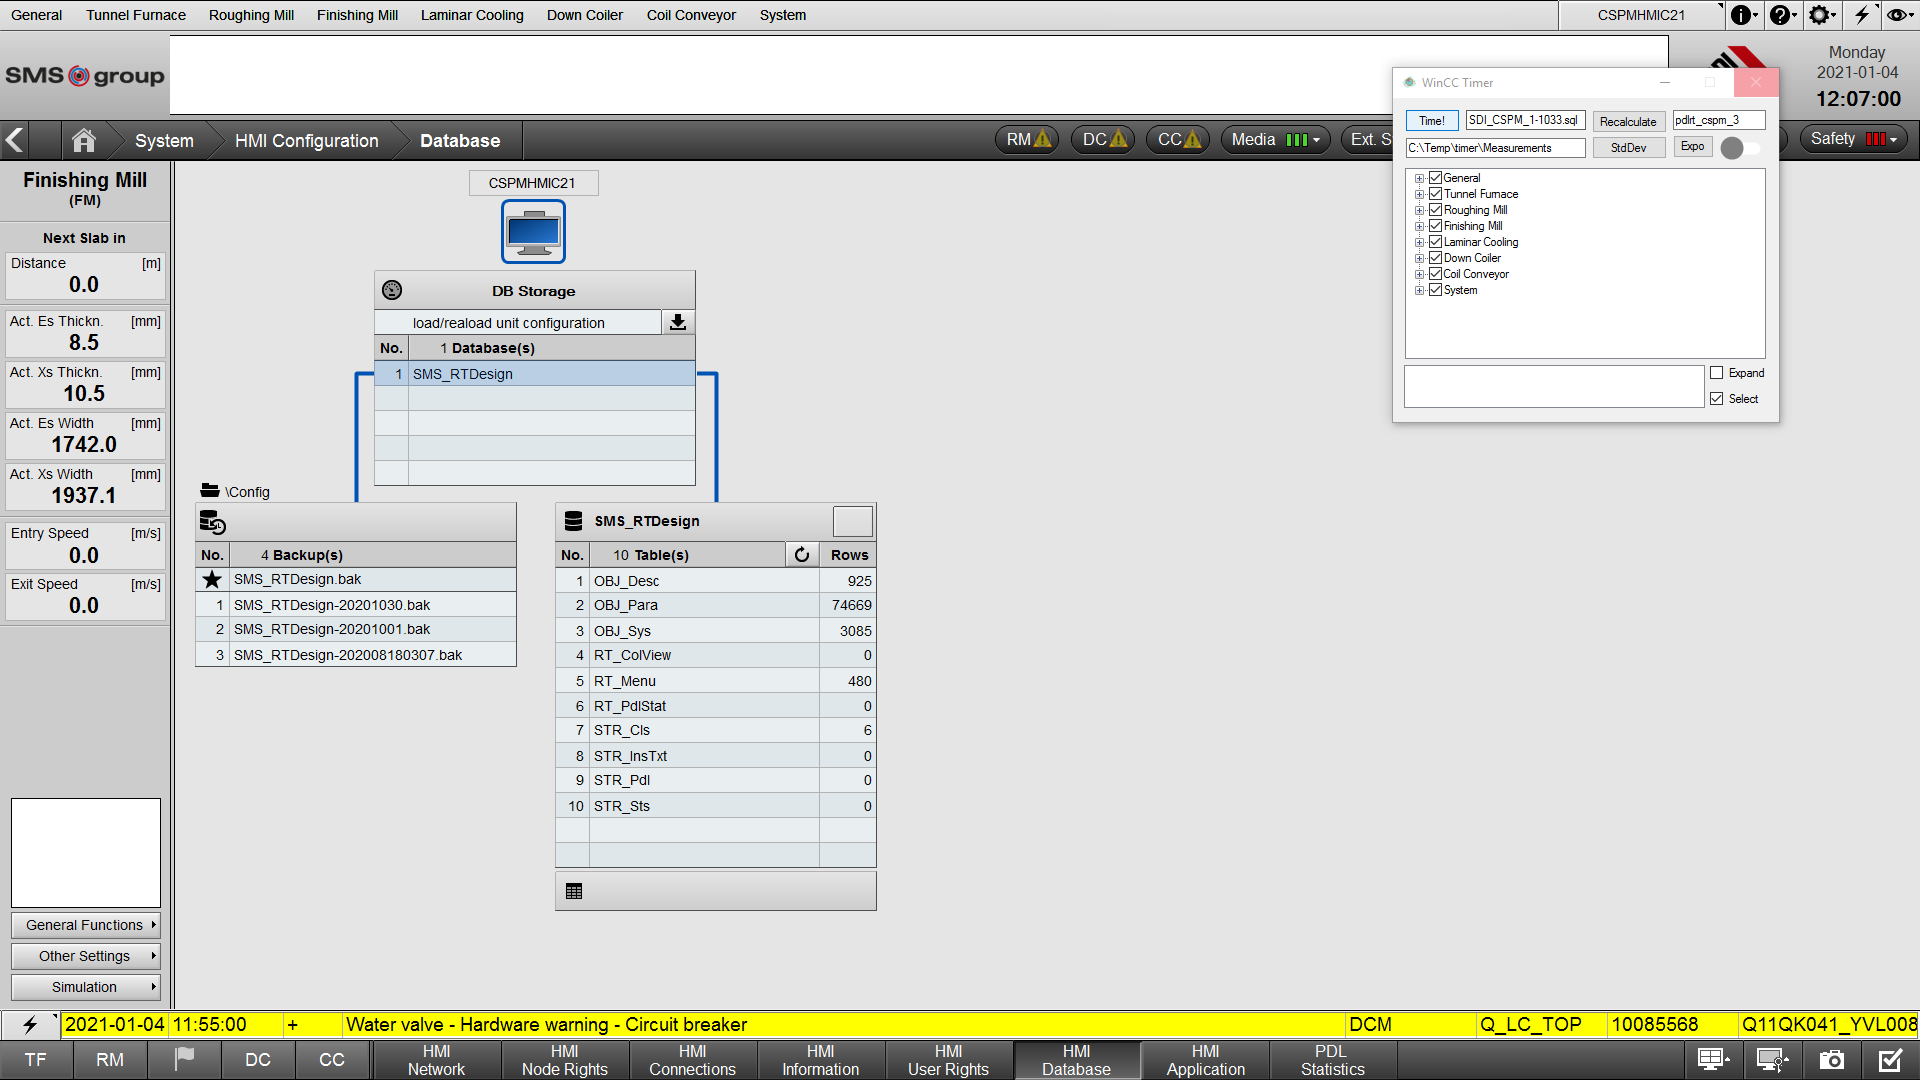 General Tunnel Furnace Roughing Mill Finishing Mill Laminar Cooling Down Coiler Coil Conveyor System CSPMHMIC21
SMS group
Monday
2021-01-04
12:07:00
System HMI Configuration Database RM DC CC Media Ext. S Safety
Finishing Mill
(FM)
Next Slab in
Distance [m]
0.0
Act. Es Thickn. [mm]
8.5
Act. Xs Thickn. [mm]
10.5
Act. Es Width [mm]
1742.0
Act. Xs Width [mm]
1937.1
Entry Speed [m/s]
0.0
Exit Speed [m/s]
0.0
General Functions
Other Settings
Simulation
CSPMHMIC21
DB Storage
load/reaload unit configuration
No. 1 Database(s)
1 SMS_RTDesign
\Config
No. 4 Backup(s)
SMS_RTDesign.bak
1 SMS_RTDesign-20201030.bak
2 SMS_RTDesign-20201001.bak
3 SMS_RTDesign-202008180307.bak
SMS_RTDesign
No. 10 Table(s) Rows
1 OBJ_Desc 925
2 OBJ_Para 74669
3 OBJ_Sys 3085
4 RT_ColView 0
5 RT_Menu 480
6 RT_PdlStat 0
7 STR_Cls 6
8 STR_InsTxt 0
9 STR_Pdl 0
10 STR_Sts 0
WinCC Timer
Time! SDI_CSPM_1-1033.sql Recalculate pdlrt_cspm_3
C:\Temp\timer\Measurements StdDev Expo
General
Tunnel Furnace
Roughing Mill
Finishing Mill
Laminar Cooling
Down Coiler
Coil Conveyor
System
Expand
Select
2021-01-04 11:55:00 + Water valve - Hardware warning - Circuit breaker DCM Q_LC_TOP 10085568 Q11QK041_YVL008
TF RM DC CC
HMI Network
HMI Node Rights
HMI Connections
HMI Information
HMI User Rights
HMI Database
HMI Application
PDL Statistics